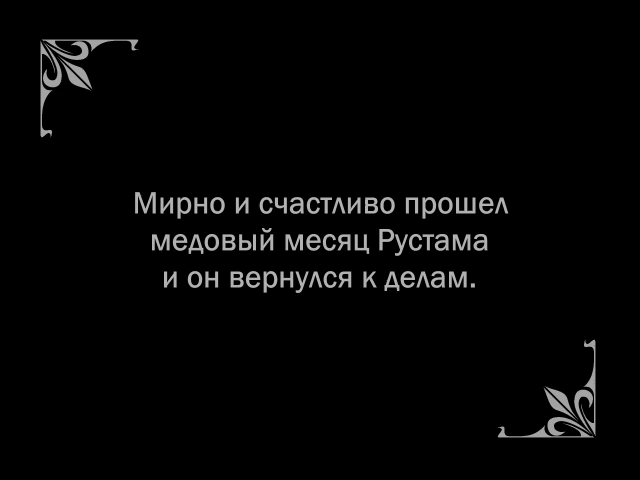 Мирно и счастливо прошел
медовый месяц Рустама
и он вернулся к делам.